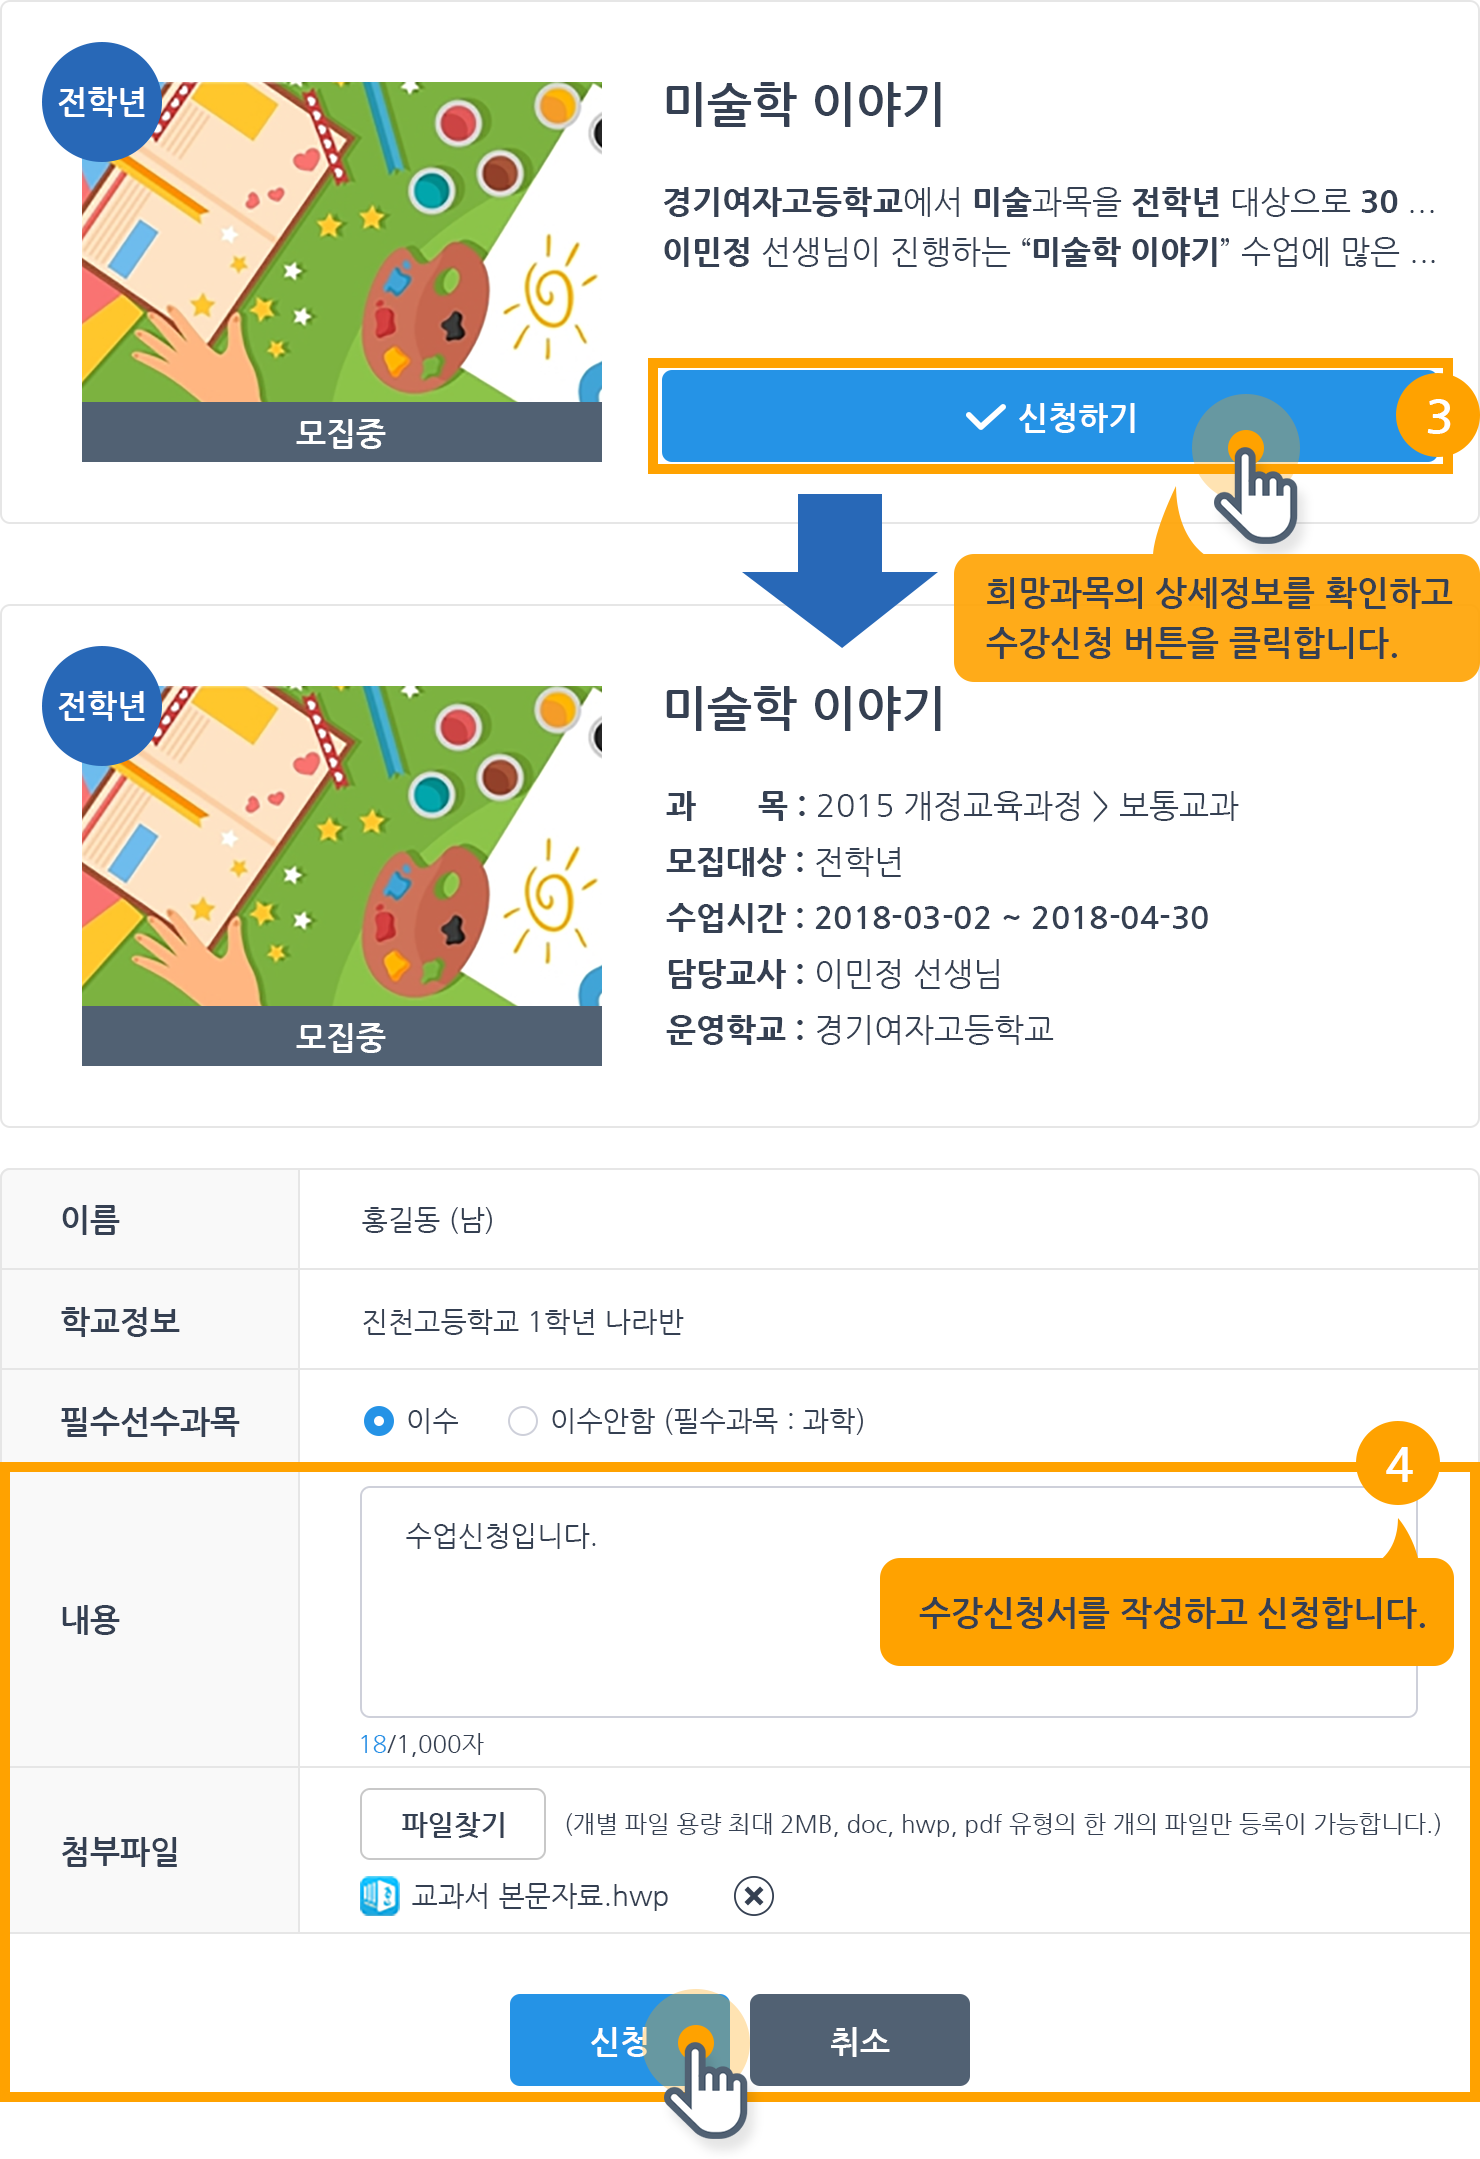 전학년
미술학 이야기
경기여자고등학교에서 미술과목을 전학년 대상으로 30 ...
이민정 선생님이 진행하는 “미술학 이야기” 수업에 많은 ...
모집중
신청하기
3
희망과목의 상세정보를 확인하고
수강신청 버튼을 클릭합니다.
전학년
미술학 이야기
과 목 : 2015 개정교육과정 > 보통교과
모집대상 : 전학년
수업시간 : 2018-03-02 ~ 2018-04-30
담당교사 : 이민정 선생님
운영학교 : 경기여자고등학교
모집중
이름 홍길동 (남)
학교정보 진천고등학교 1학년 나라반
필수선수과목 이수 이수안함 (필수과목 : 과학)
4
내용 수업신청입니다.
수강신청서를 작성하고 신청합니다.
18/1,000자
첨부파일 파일찾기 (개별 파일 용량 최대 2MB, doc, hwp, pdf 유형의 한 개의 파일만 등록이 가능합니다.)
교과서 본문자료.hwp
신청 취소